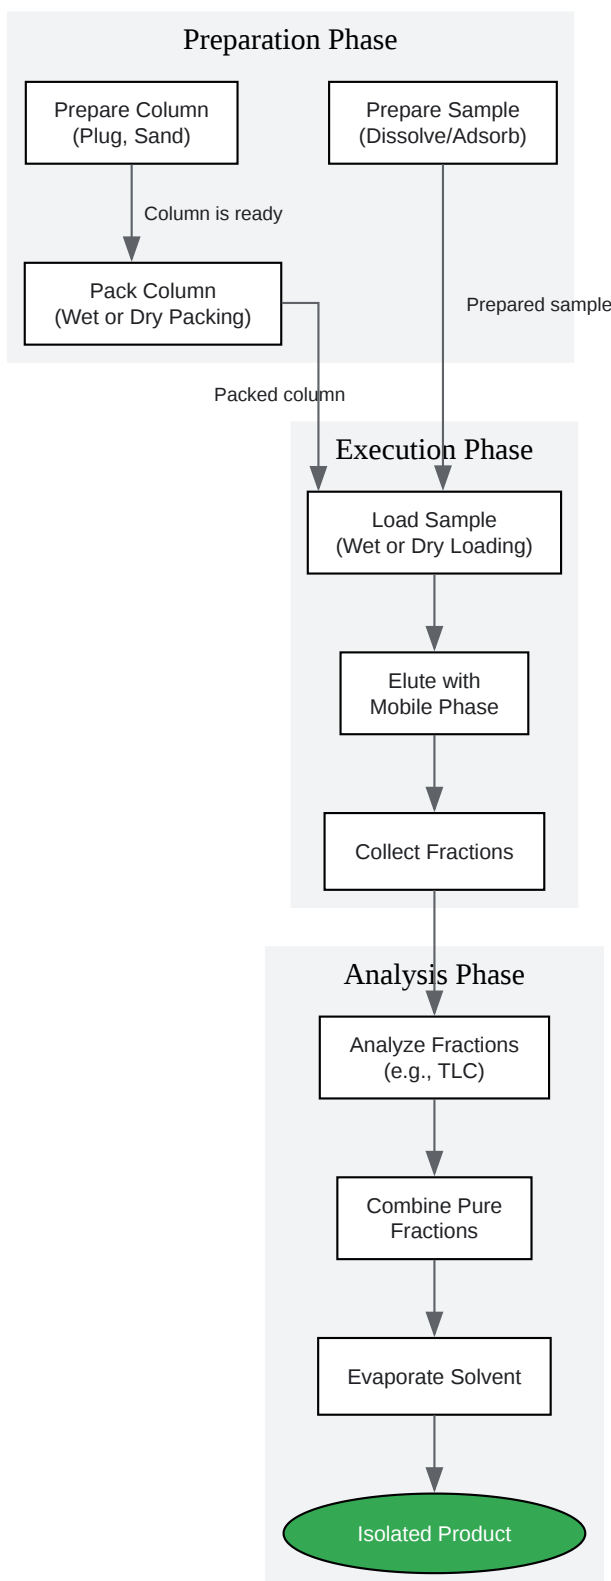 Preparation Phase
Prepare Column
(Plug, Sand)
Prepare Sample
(Dissolve/Adsorb)
Column is ready
Pack Column
(Wet or Dry Packing)
Prepared sample
Packed column
Execution Phase
Load Sample
(Wet or Dry Loading)
Elute with
Mobile Phase
Collect Fractions
Analysis Phase
Analyze Fractions
(e.g., TLC)
Combine Pure
Fractions
Evaporate Solvent
Isolated Product